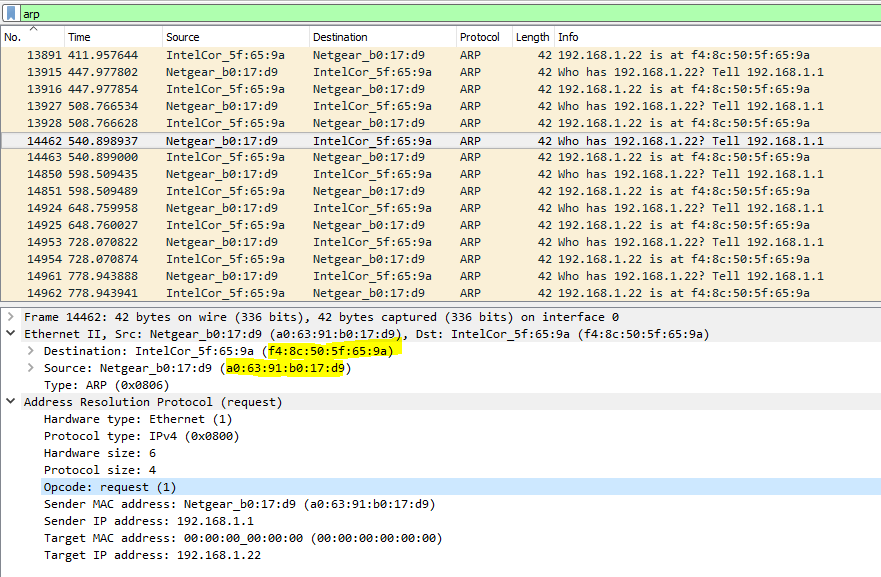 arp
No. Time Source Destination Protocol Length Info
13891 411.957644 IntelCor_5f:65:9a Netgear_b0:17:d9 ARP 42 192.168.1.22 is at f4:8c:50:5f:65:9a
13915 447.977802 Netgear_b0:17:d9 IntelCor_5f:65:9a ARP 42 Who has 192.168.1.22? Tell 192.168.1.1
13916 447.977854 IntelCor_5f:65:9a Netgear_b0:17:d9 ARP 42 192.168.1.22 is at f4:8c:50:5f:65:9a
13927 508.766534 Netgear_b0:17:d9 IntelCor_5f:65:9a ARP 42 Who has 192.168.1.22? Tell 192.168.1.1
13928 508.766628 IntelCor_5f:65:9a Netgear_b0:17:d9 ARP 42 192.168.1.22 is at f4:8c:50:5f:65:9a
14462 540.898937 Netgear_b0:17:d9 IntelCor_5f:65:9a ARP 42 Who has 192.168.1.22? Tell 192.168.1.1
14463 540.899000 IntelCor_5f:65:9a Netgear_b0:17:d9 ARP 42 192.168.1.22 is at f4:8c:50:5f:65:9a
14850 598.509435 Netgear_b0:17:d9 IntelCor_5f:65:9a ARP 42 Who has 192.168.1.22? Tell 192.168.1.1
14851 598.509489 IntelCor_5f:65:9a Netgear_b0:17:d9 ARP 42 192.168.1.22 is at f4:8c:50:5f:65:9a
14924 648.759958 Netgear_b0:17:d9 IntelCor_5f:65:9a ARP 42 Who has 192.168.1.22? Tell 192.168.1.1
14925 648.760027 IntelCor_5f:65:9a Netgear_b0:17:d9 ARP 42 192.168.1.22 is at f4:8c:50:5f:65:9a
14953 728.070822 Netgear_b0:17:d9 IntelCor_5f:65:9a ARP 42 Who has 192.168.1.22? Tell 192.168.1.1
14954 728.070874 IntelCor_5f:65:9a Netgear_b0:17:d9 ARP 42 192.168.1.22 is at f4:8c:50:5f:65:9a
14961 778.943888 Netgear_b0:17:d9 IntelCor_5f:65:9a ARP 42 Who has 192.168.1.22? Tell 192.168.1.1
14962 778.943941 IntelCor_5f:65:9a Netgear_b0:17:d9 ARP 42 192.168.1.22 is at f4:8c:50:5f:65:9a
Frame 14462: 42 bytes on wire (336 bits), 42 bytes captured (336 bits) on interface 0
Ethernet II, Src: Netgear_b0:17:d9 (a0:63:91:b0:17:d9), Dst: IntelCor_5f:65:9a (f4:8c:50:5f:65:9a)
Destination: IntelCor_5f:65:9a (f4:8c:50:5f:65:9a)
Source: Netgear_b0:17:d9 (a0:63:91:b0:17:d9)
Type: ARP (0x0806)
Address Resolution Protocol (request)
Hardware type: Ethernet (1)
Protocol type: IPv4 (0x0800)
Hardware size: 6
Protocol size: 4
Opcode: request (1)
Sender MAC address: Netgear_b0:17:d9 (a0:63:91:b0:17:d9)
Sender IP address: 192.168.1.1
Target MAC address: 00:00:00_00:00:00 (00:00:00:00:00:00)
Target IP address: 192.168.1.22